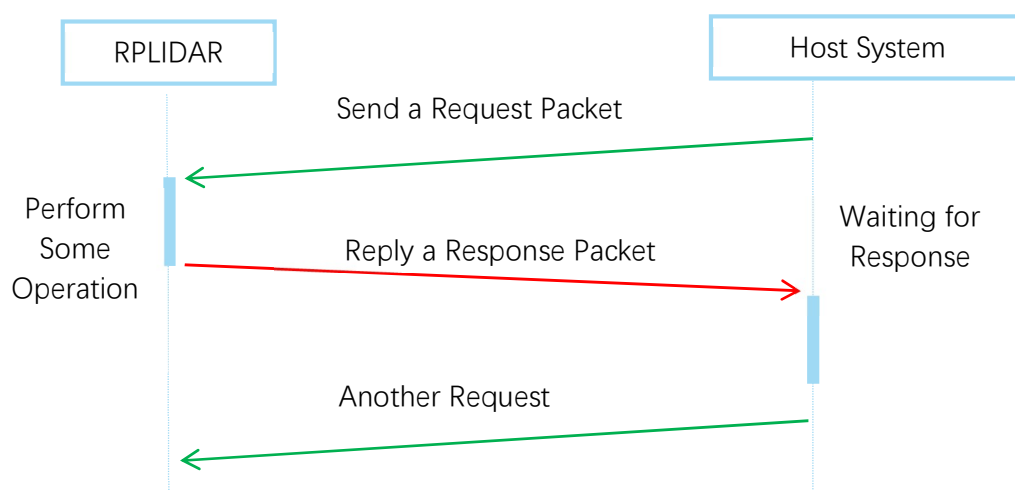 RPLIDAR
Host System
Send a Request Packet
Perform
Some
Operation
Waiting for
Response
Reply a Response Packet
Another Request